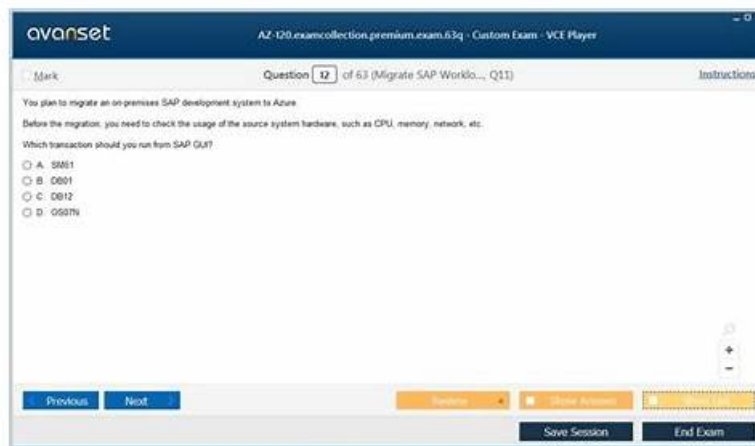 avanset
AZ-120.examcollection.premium.exam.63q - Custom Exam - VCE Player
Mark
Question 12 of 63 (Migrate SAP Worklo..., Q11)
Instructions
You plan to migrate an on-premises SAP development system to Azure.
Before the migration, you need to check the usage of the source system hardware, such as CPU, memory, network, etc.
Which transaction should you run from SAP GUI?
A. SM61
B. DB01
C. DB12
D. OS07N
Previous
Next
Review
Show Answer
Save Session
End Exam